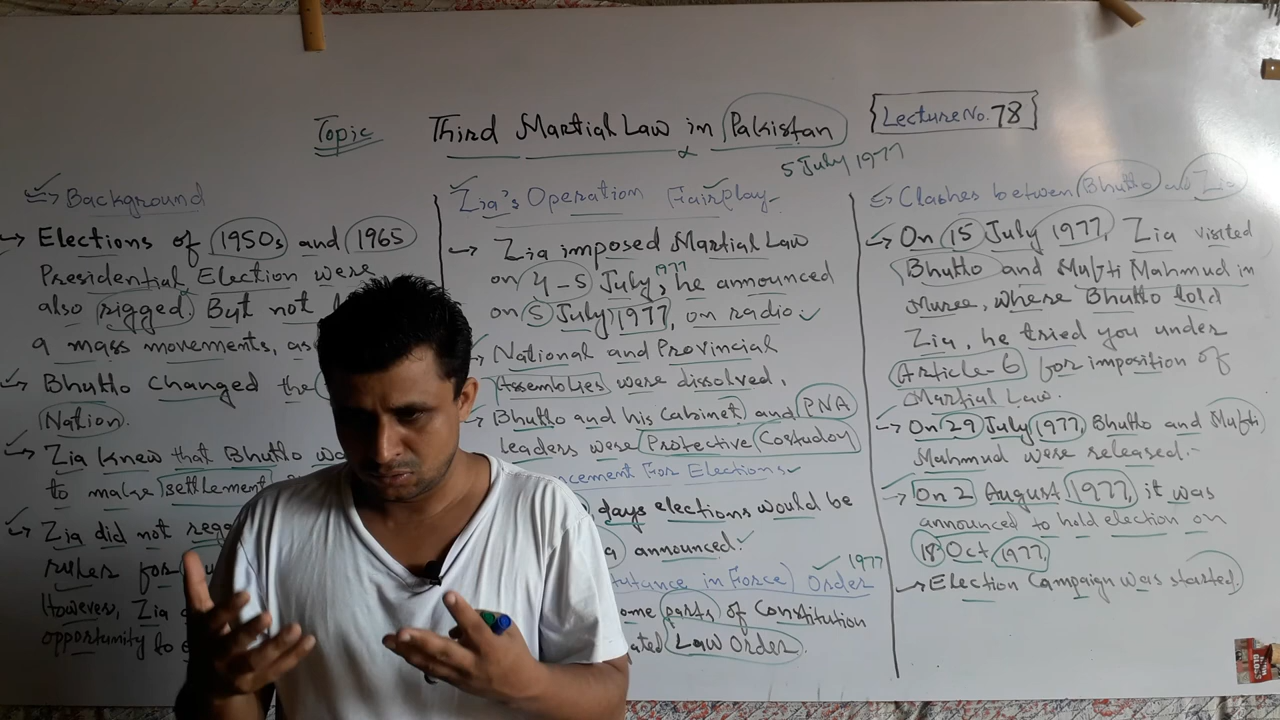 Topic Third Martial Law in Pakistan
Lecture No. 78
5 July 1977
Background
Elections of 1950s and 1965
Presidential Election were
also rigged. But not
a mass movements, as
Bhutto changed the
Nation.
Zia knew that Bhutto
to make settlement
Zia did not
rules for
However, Zia
opportunity to
Zia's Operation Fairplay-
Zia imposed Martial Law
on 4-5 July, 1977 he announced
on 5 July 1977, on radio.
National and Provincial
Assemblies were dissolved.
Bhutto and his Cabinet and PNA
leaders were Protective Costudoy
ncement For Elections
days elections would be
announced.
in Force) Order 1977
ome parts of Constitution
ated Law Order.
Clashes between Bhutto and Zia
On 15 July 1977, Zia visited
Bhutto and Mufti Mahmud in
Muree, where Bhutto told
Zia, he tried you under
Article-6 for imposition of
Martial Law.
On 29 July 1977, Bhutto and Mufti
Mahmud were released.-
On 2 August 1977, it was
announced to hold election on
18 Oct 1977,
Election Campaign was started.